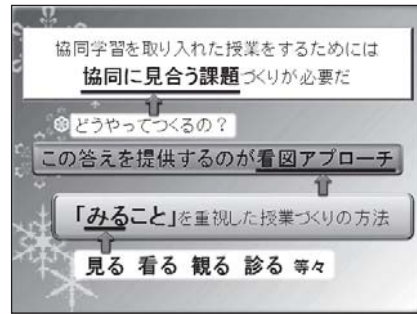 協同学習を取り入れた授業をするためには
協同に見合う課題づくりが必要だ
どうやってつくるの？
この答えを提供するのが看図アプローチ
「みること」を重視した授業づくりの方法
見る 看る 観る 診る 等々